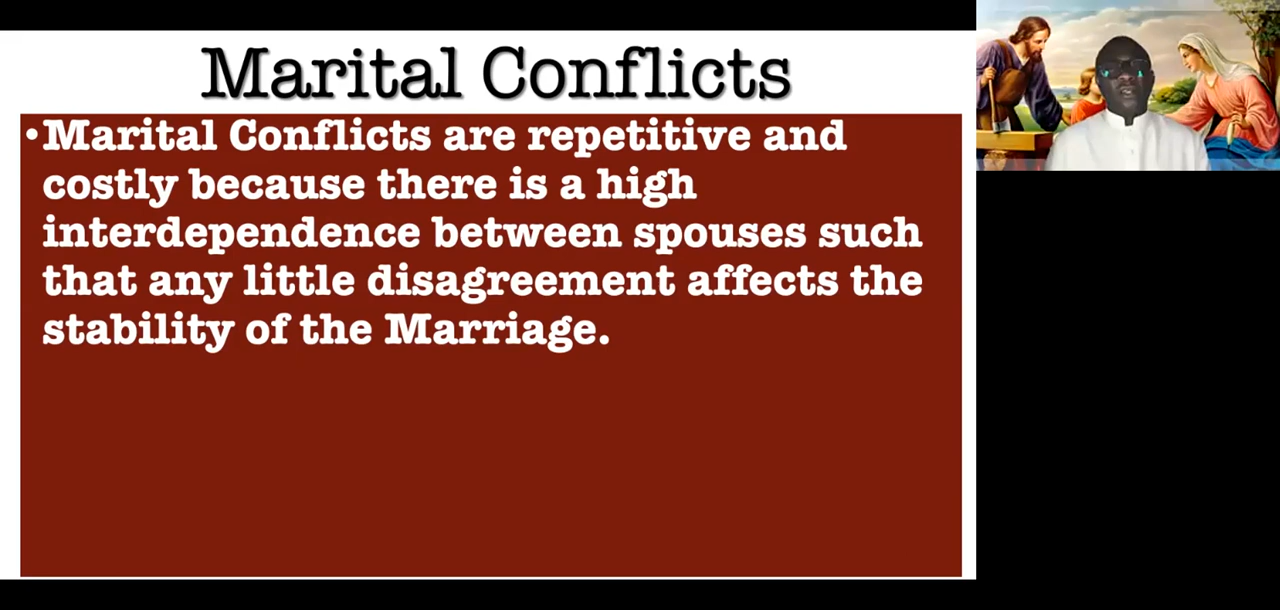 Marital Conflicts
•Marital Conflicts are repetitive and
costly because there is a high
interdependence between spouses such
that any little disagreement affects the
stability of the Marriage.